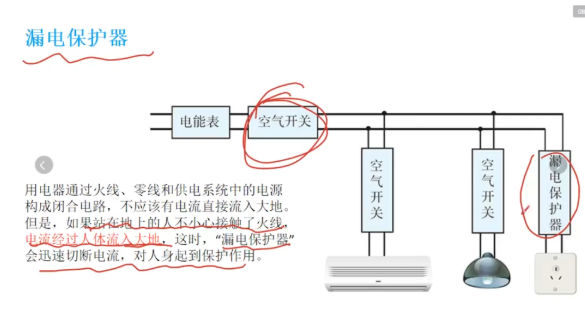 漏电保护器
电能表
空气开关
空气开关
空气开关
漏电保护器
用电器通过火线、零线和供电系统中的电源
构成闭合电路，不应该有电流直接流入大地。
但是，如果站在地上的人不小心接触了火线，
电流经过人体流入大地，这时，“漏电保护器”
会迅速切断电流，对人身起到保护作用。